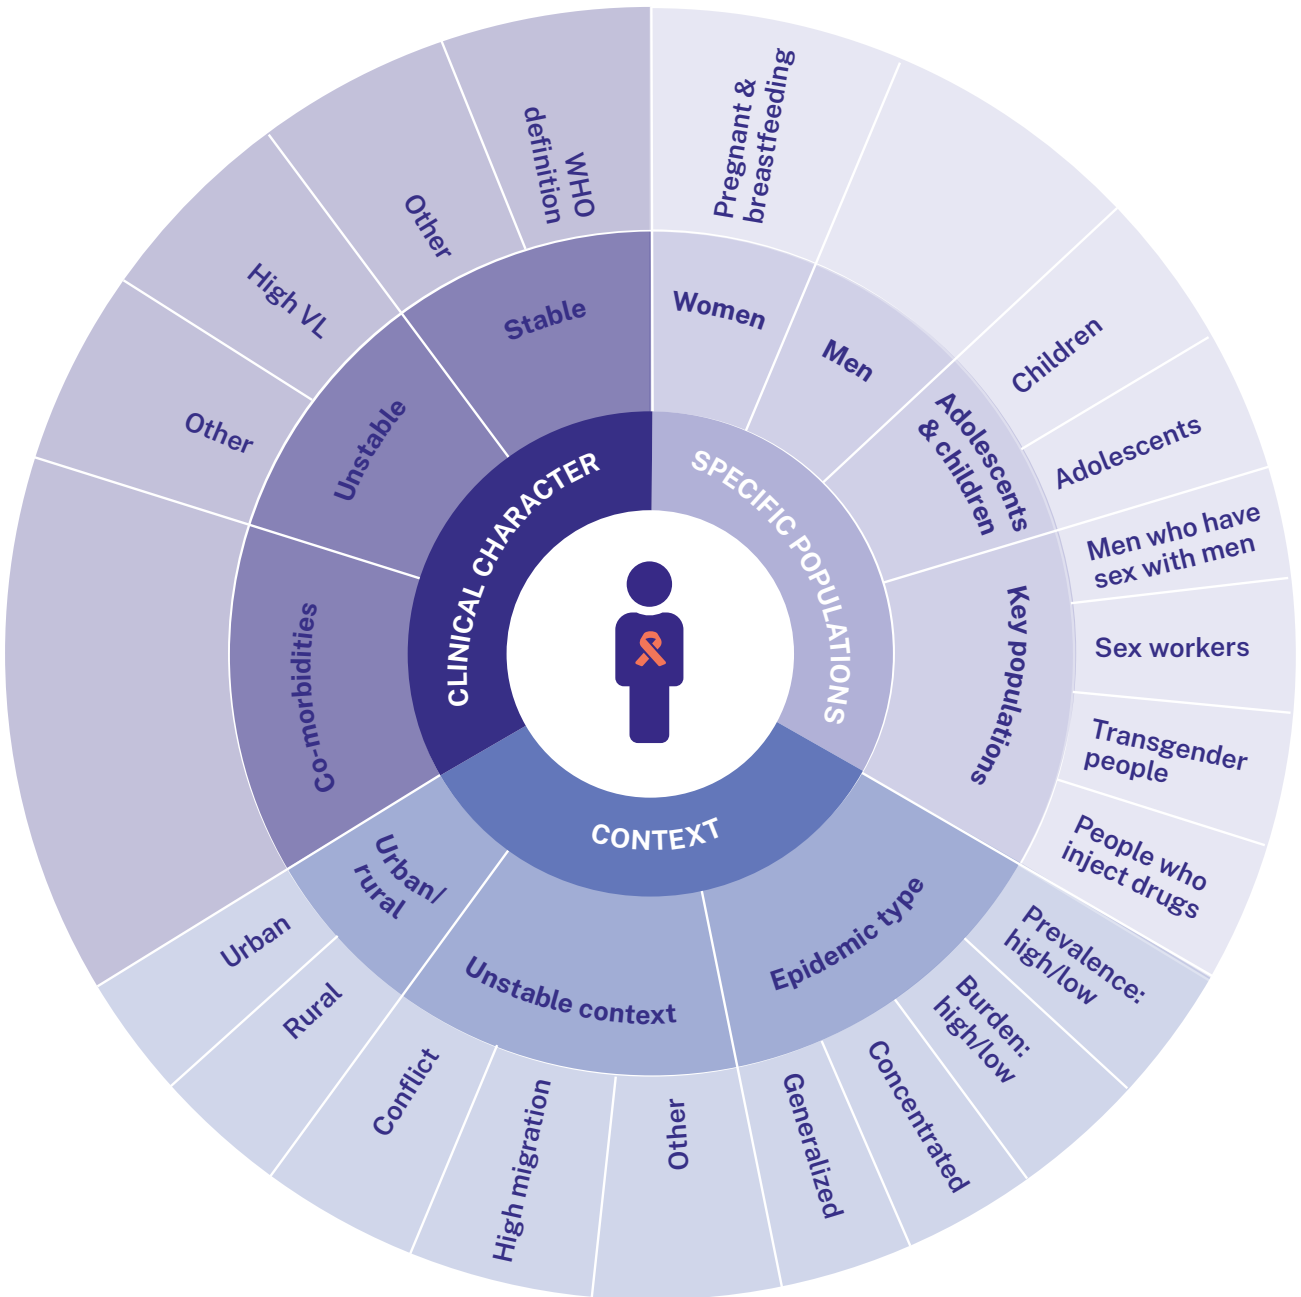 CLINICAL CHARACTER
Stable
WHO
definition
Other
Unstable
High VL
Other
Co-morbidities
SPECIFIC POPULATIONS
Women
Pregnant &
breastfeeding
Men
Adolescents
& children
Children
Adolescents
Key populations
Men who have
sex with men
Sex workers
Transgender
people
People who
inject drugs
CONTEXT
Epidemic type
Prevalence:
high/low
Burden:
high/low
Concentrated
Generalized
Unstable context
Other
High migration
Conflict
Urban/
rural
Rural
Urban